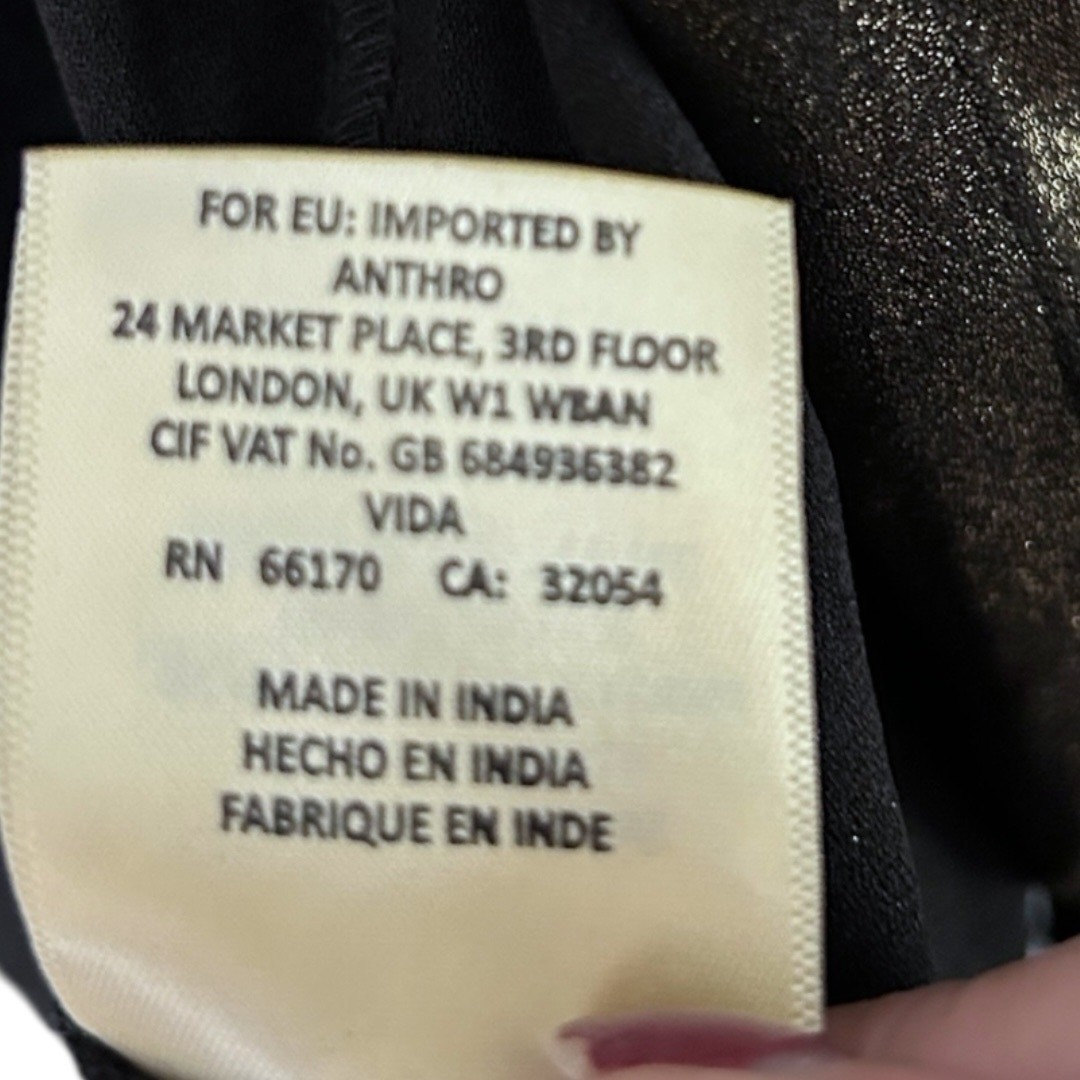 FOR EU: IMPORTED BY
ANTHRO
24 MARKET PLACE, 3RD FLOOR
LONDON, UK W1 W8AN
CIF VAT No. GB 684936382
VIDA
RN 66170 CA: 32054
MADE IN INDIA
HECHO EN INDIA
FABRIQUE EN INDE